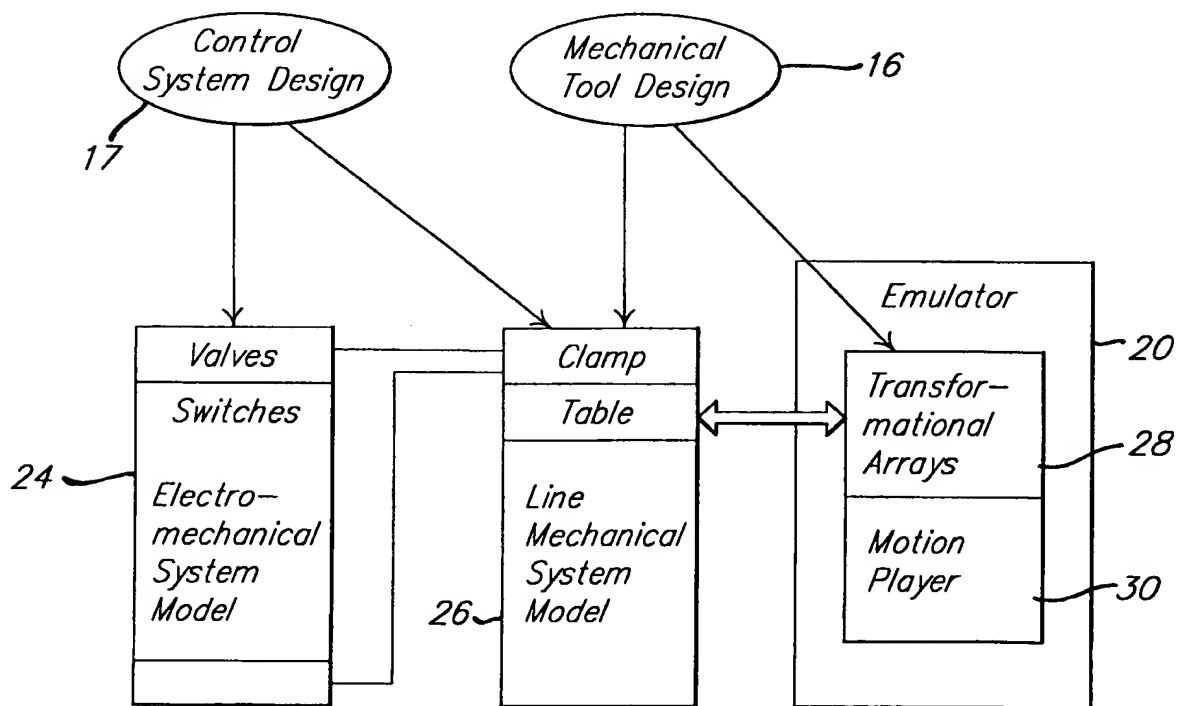 Control
System Design
17
Mechanical
Tool Design
16
Valves
Switches
Electro-
mechanical
System
Model
24
Clamp
Table
Line
Mechanical
System
Model
26
Emulator
20
Transfor-
mational
Arrays
28
Motion
Player
30